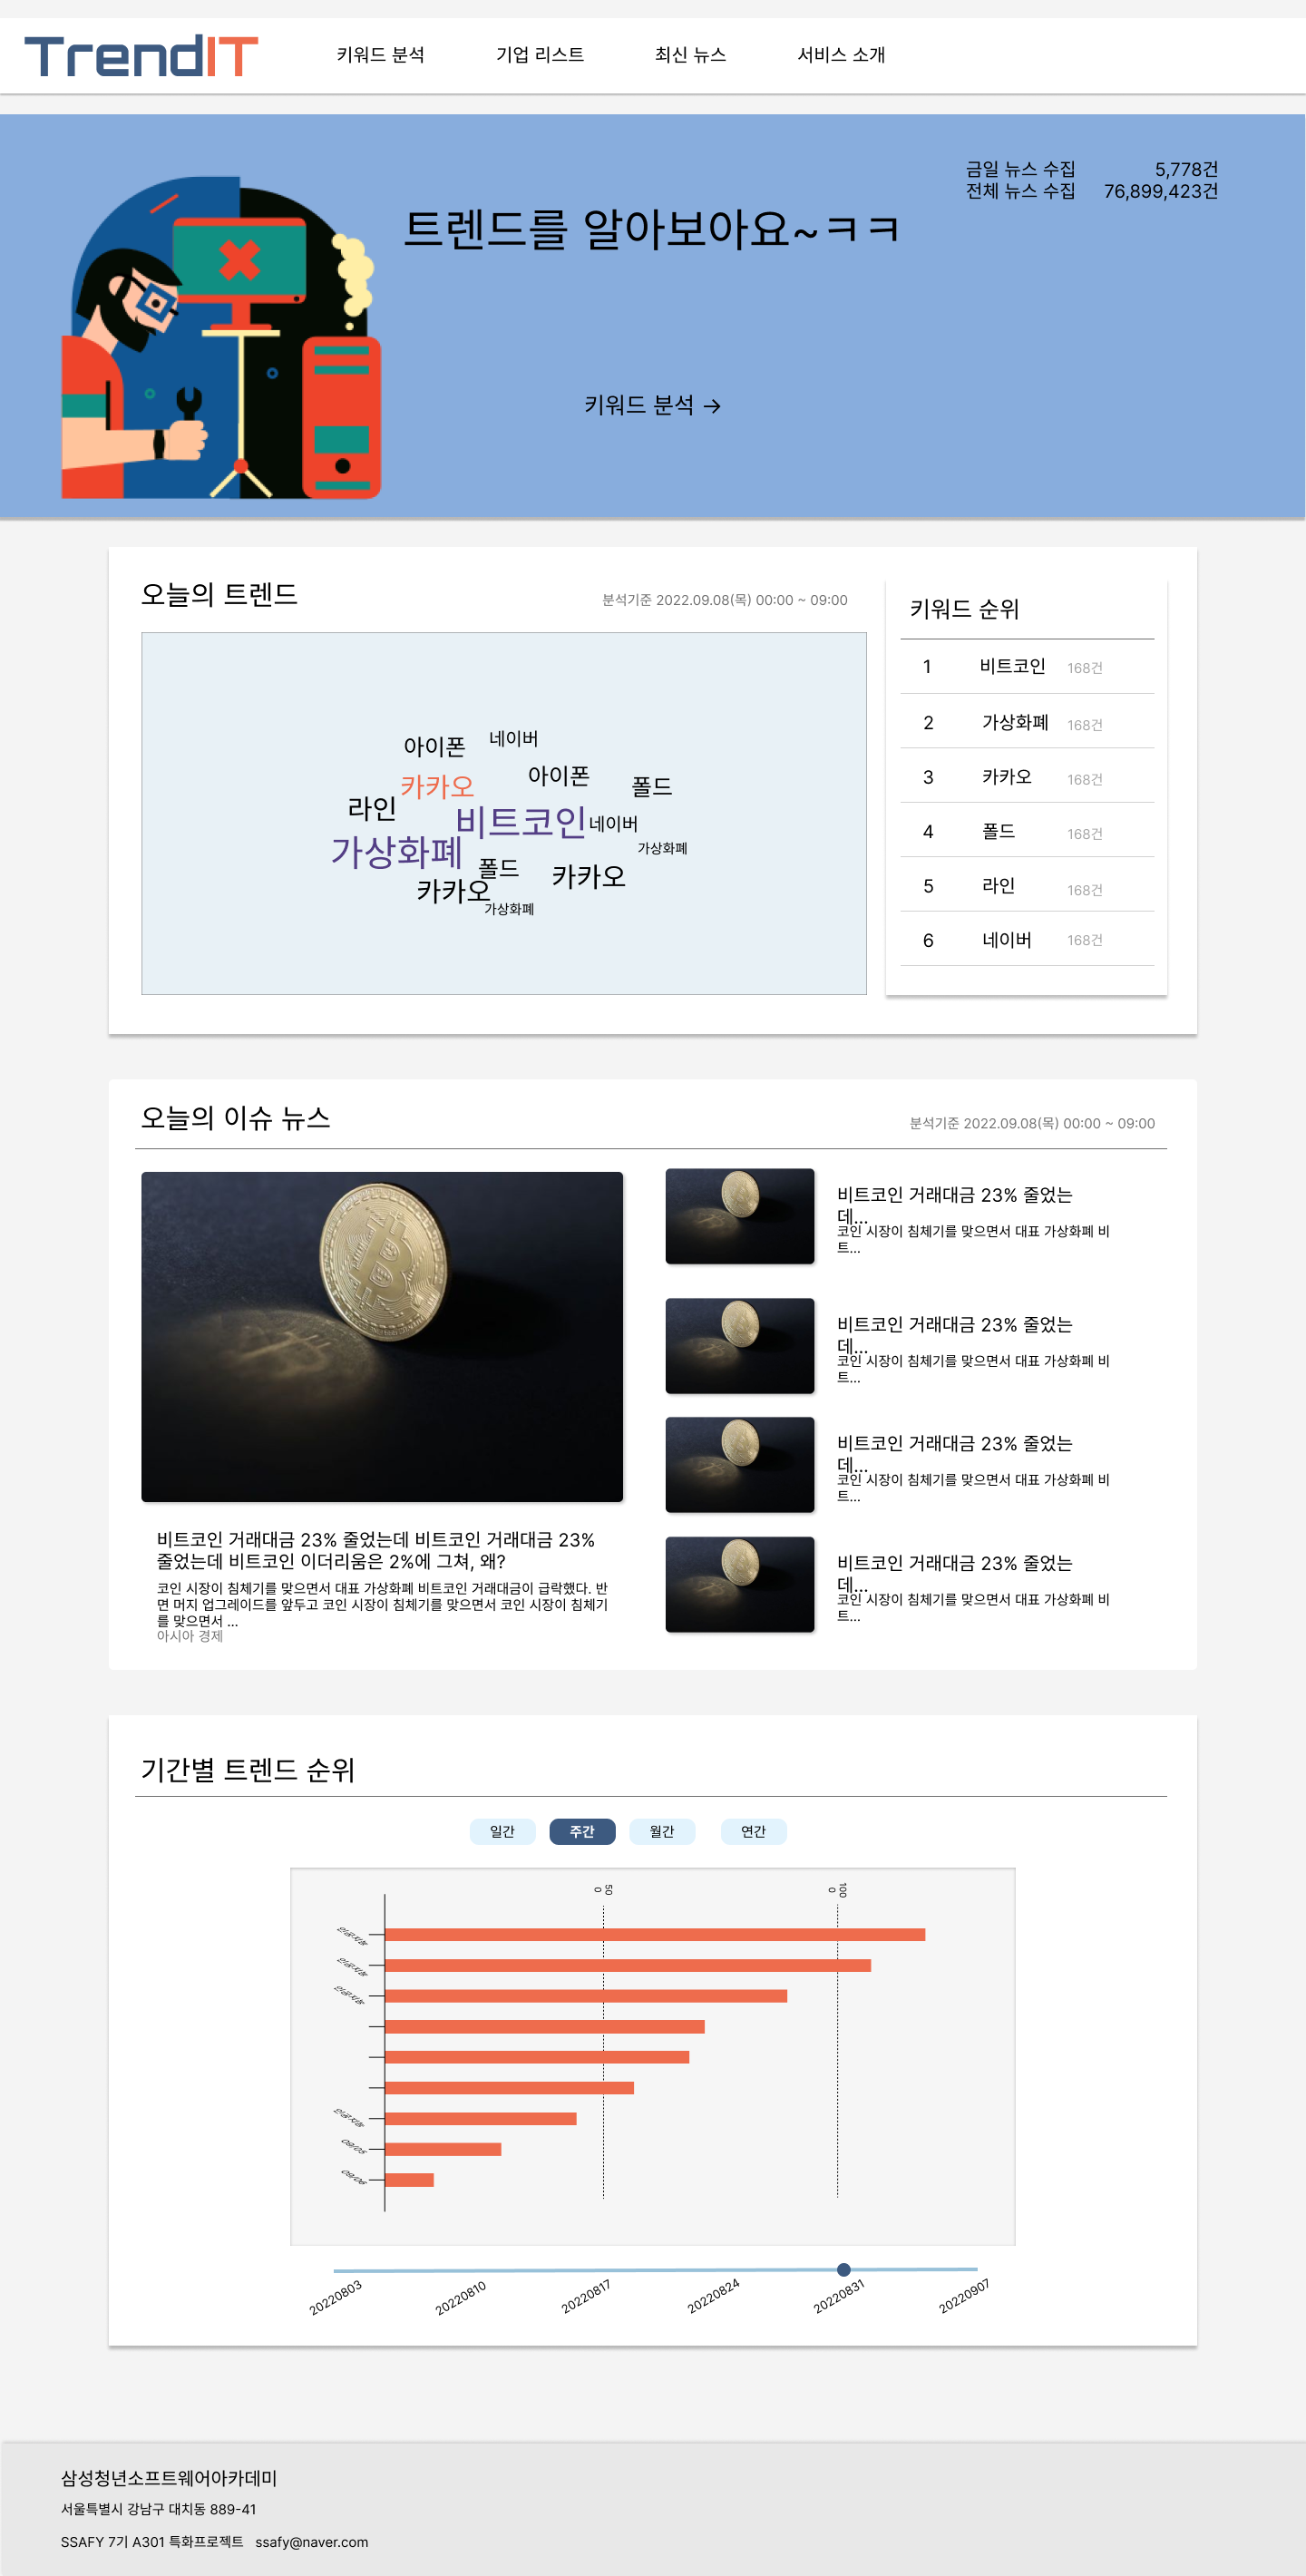 TrendIT
키워드 분석
기업 리스트
최신 뉴스
서비스 소개
금일 뉴스 수집 5,778건
전체 뉴스 수집 76,899,423건
트렌드를 알아보아요~ㅋㅋ
키워드 분석 →
오늘의 트렌드
분석기준 2022.09.08(목) 00:00 ~ 09:00
아이폰
네이버
카카오
아이폰
폴드
라인
비트코인
네이버
가상화폐
가상화폐
폴드
카카오
카카오
가상화폐
키워드 순위
1 비트코인 168건
2 가상화폐 168건
3 카카오 168건
4 폴드 168건
5 라인 168건
6 네이버 168건
오늘의 이슈 뉴스
분석기준 2022.09.08(목) 00:00 ~ 09:00
비트코인 거래대금 23% 줄었는데 비트코인 거래대금 23%
줄었는데 비트코인 이더리움은 2%에 그쳐, 왜?
코인 시장이 침체기를 맞으면서 대표 가상화폐 비트코인 거래대금이 급락했다. 반
면 머지 업그레이드를 앞두고 코인 시장이 침체기를 맞으면서 코인 시장이 침체기
를 맞으면서 ...
아시아 경제
비트코인 거래대금 23% 줄었는
데...
코인 시장이 침체기를 맞으면서 대표 가상화폐 비
트...
비트코인 거래대금 23% 줄었는
데...
코인 시장이 침체기를 맞으면서 대표 가상화폐 비
트...
비트코인 거래대금 23% 줄었는
데...
코인 시장이 침체기를 맞으면서 대표 가상화폐 비
트...
비트코인 거래대금 23% 줄었는
데...
코인 시장이 침체기를 맞으면서 대표 가상화폐 비
트...
기간별 트렌드 순위
일간
주간
월간
연간
50
0
100
0
인공지능
인공지능
인공지능
인공지능
09/05
09/06
20220803
20220810
20220817
20220824
20220831
20220907
삼성청년소프트웨어아카데미
서울특별시 강남구 대치동 889-41
SSAFY 7기 A301 특화프로젝트 ssafy@naver.com